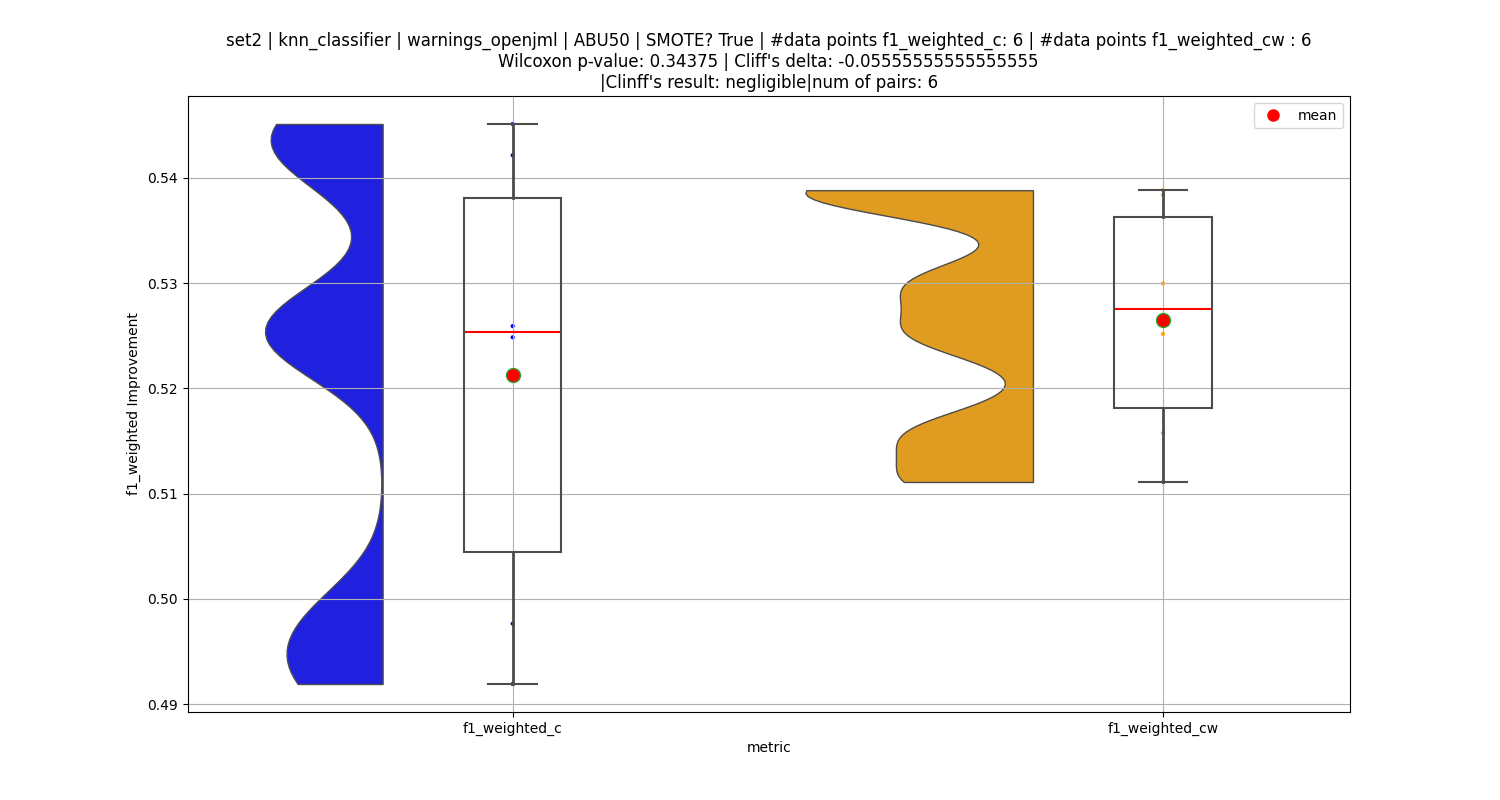 set2 | knn_classifier | warnings_openjml | ABU50 | SMOTE? True | #data points f1_weighted_c: 6 | #data points f1_weighted_cw : 6
Wilcoxon p-value: 0.34375 | Cliff's delta: -0.05555555555555555
|Clinff's result: negligible|num of pairs: 6
mean
0.54
0.53
0.52
0.51
0.50
0.49
f1_weighted Improvement
f1_weighted_c
f1_weighted_cw
metric